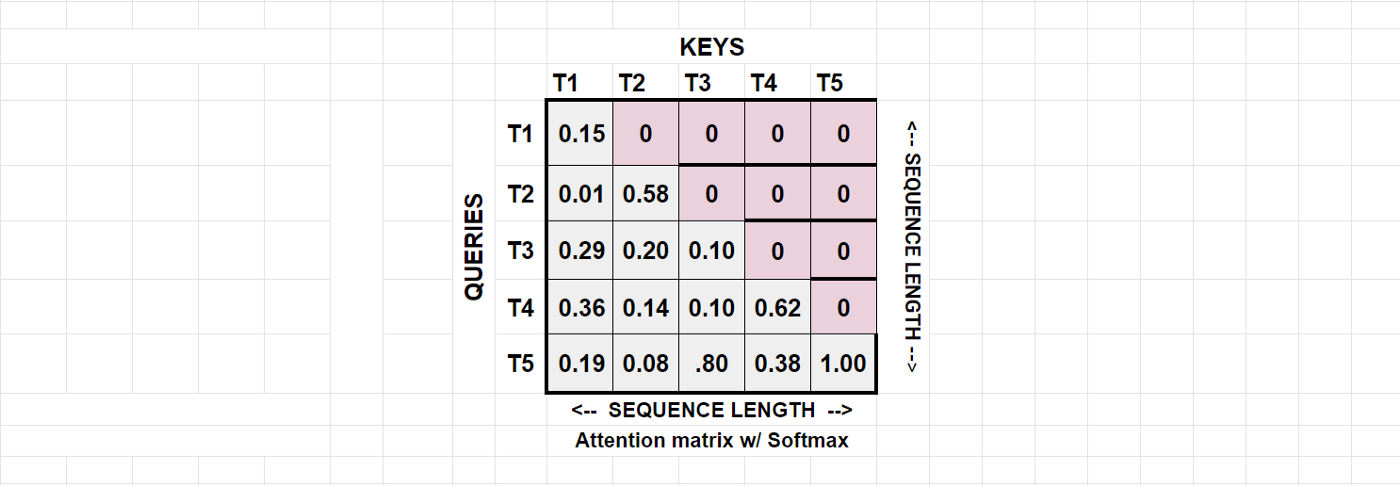 KEYS
T1 T2 T3 T4 T5
T1 0.15 0 0 0 0
T2 0.01 0.58 0 0 0
T3 0.29 0.20 0.10 0 0
T4 0.36 0.14 0.10 0.62 0
T5 0.19 0.08 .80 0.38 1.00
QUERIES
<--- SEQUENCE LENGTH --->
<-- SEQUENCE LENGTH -->
Attention matrix w/ Softmax